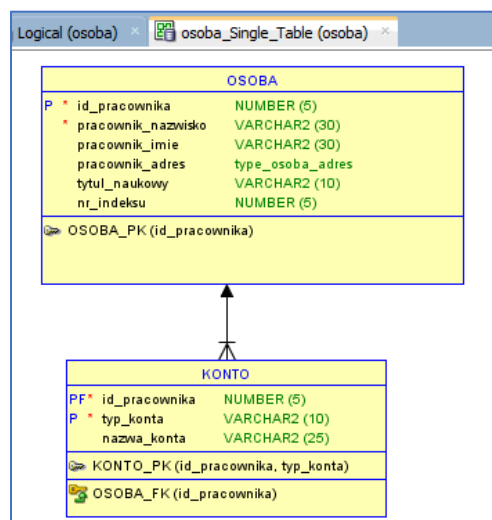 Logical (osoba) × osoba_Single_Table (osoba) ×
OSOBA
P * id_pracownika NUMBER (5)
* pracownik_nazwisko VARCHAR2 (30)
pracownik_imie VARCHAR2 (30)
pracownik_adres type_osoba_adres
tytul_naukowy VARCHAR2 (10)
nr_indeksu NUMBER (5)
OSOBA_PK (id_pracownika)
KONTO
PF* id_pracownika NUMBER (5)
P * typ_konta VARCHAR2 (10)
nazwa_konta VARCHAR2 (25)
KONTO_PK (id_pracownika, typ_konta)
OSOBA_FK (id_pracownika)